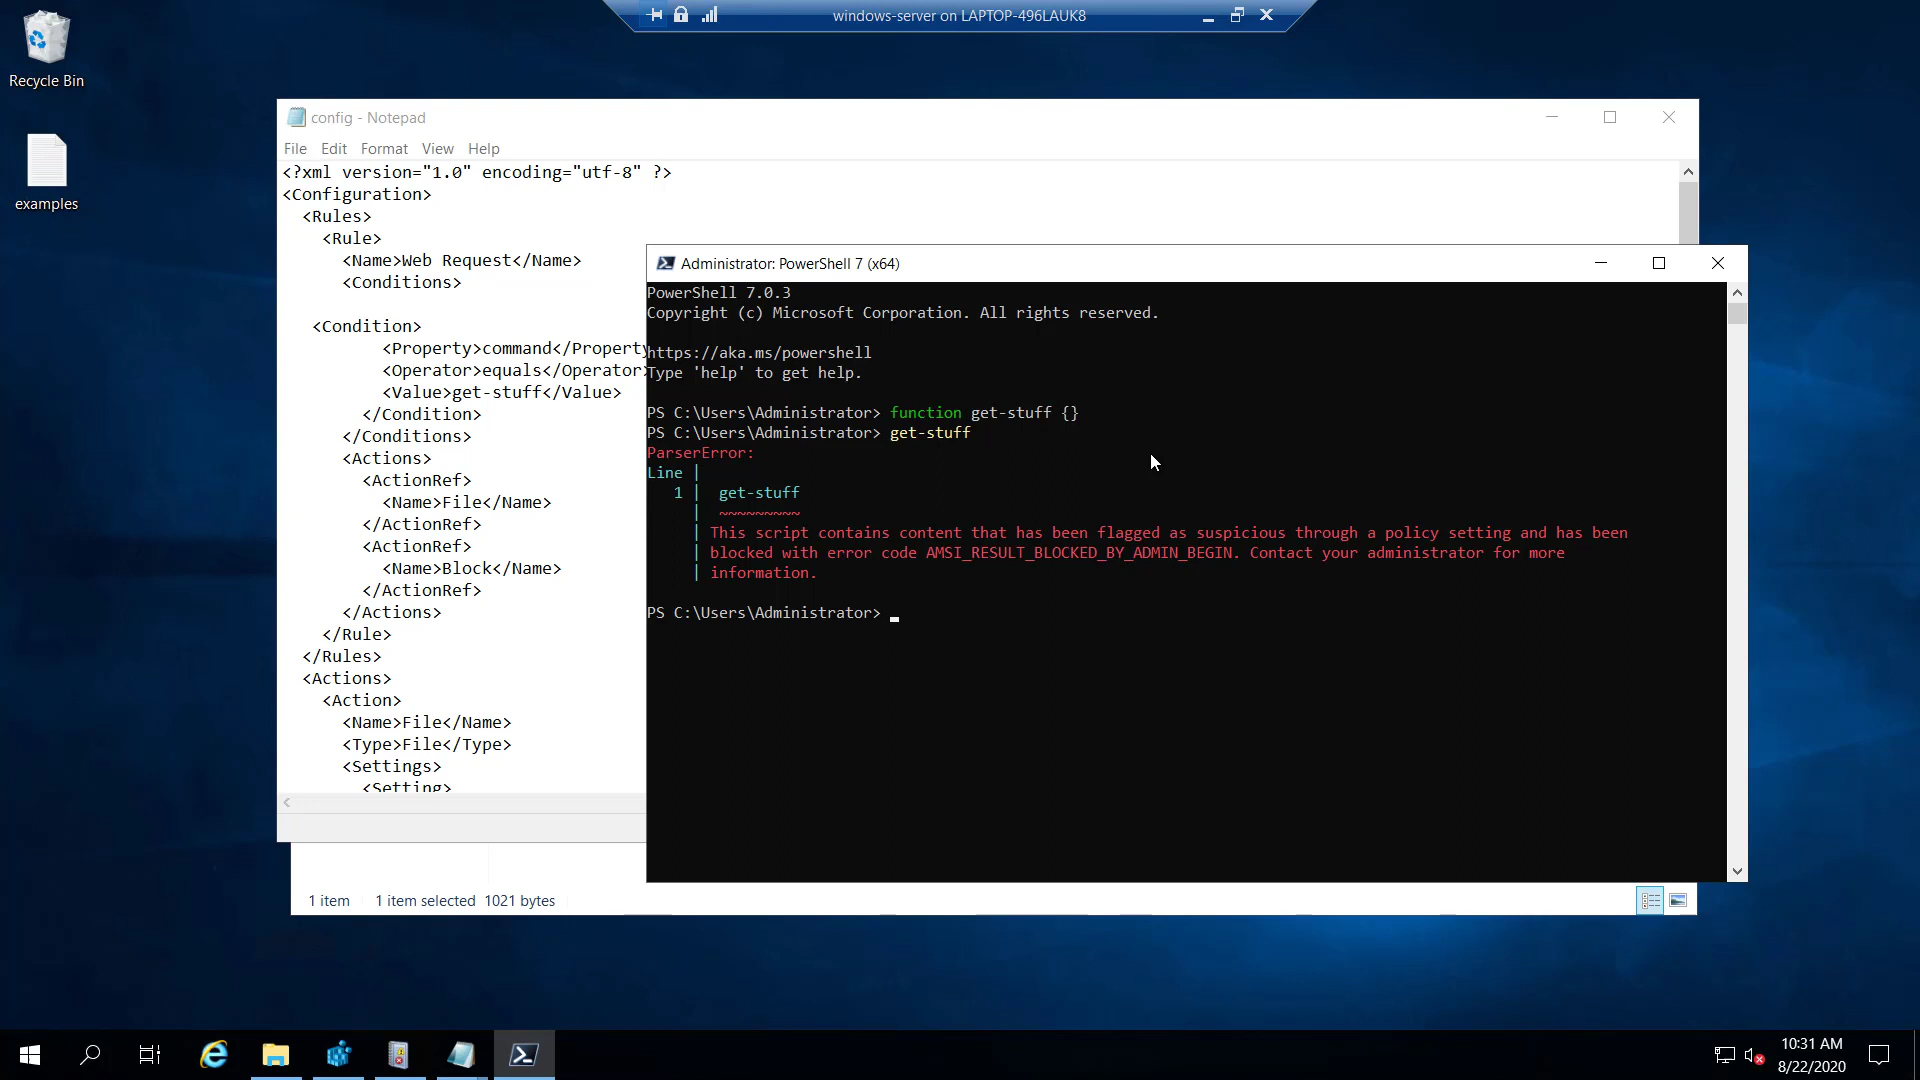 windows-server on LAPTOP-496LAUK8
Recycle Bin
examples
config - Notepad
File Edit Format View Help
<?xml version="1.0" encoding="utf-8" ?>
<Configuration>
<Rules>
<Rule>
<Name>Web Request</Name>
<Conditions>
<Condition>
<Property>command</Property
<Operator>equals</Operator>
<Value>get-stuff</Value>
</Condition>
</Conditions>
<Actions>
<ActionRef>
<Name>File</Name>
</ActionRef>
<ActionRef>
<Name>Block</Name>
</ActionRef>
</Actions>
</Rule>
</Rules>
<Actions>
<Action>
<Name>File</Name>
<Type>File</Type>
<Settings>
<Setting>
Administrator: PowerShell 7 (x64)
PowerShell 7.0.3
Copyright (c) Microsoft Corporation. All rights reserved.
https://aka.ms/powershell
Type 'help' to get help.
PS C:\Users\Administrator> function get-stuff {}
PS C:\Users\Administrator> get-stuff
ParserError:
Line |
1 | get-stuff
| ~~~~~~~~~
| This script contains content that has been flagged as suspicious through a policy setting and has been
| blocked with error code AMSI_RESULT_BLOCKED_BY_ADMIN_BEGIN. Contact your administrator for more
| information.
PS C:\Users\Administrator>
1 item 1 item selected 1021 bytes
10:31 AM
8/22/2020